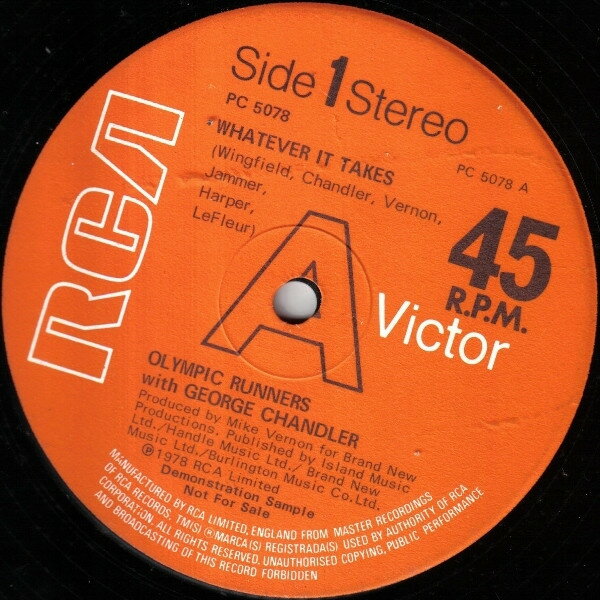 RCA
Side 1 Stereo
PC 5078
PC 5078 A
WHATEVER IT TAKES
(Wingfield, Chandler, Vernon,
Jammer,
Harper,
LeFleur)
A
45
R.P.M.
Victor
OLYMPIC RUNNERS
with GEORGE CHANDLER
Produced by Mike Vernon for Brand New
Productions. Published by Island Music
Ltd./Handle Music Ltd./ Brand New
Music Ltd./Burlington Music Co.Ltd.
℗1978 RCA Limited
Demonstration Sample
Not For Sale
MANUFACTURED BY RCA LIMITED, ENGLAND FROM MASTER RECORDINGS
OF RCA RECORDS, TM(S) ® MARCA(S) REGISTRADA(S) USED BY AUTHORITY OF RCA
CORPORATION. ALL RIGHTS RESERVED. UNAUTHORISED COPYING, PUBLIC PERFORMANCE
AND BROADCASTING OF THIS RECORD FORBIDDEN